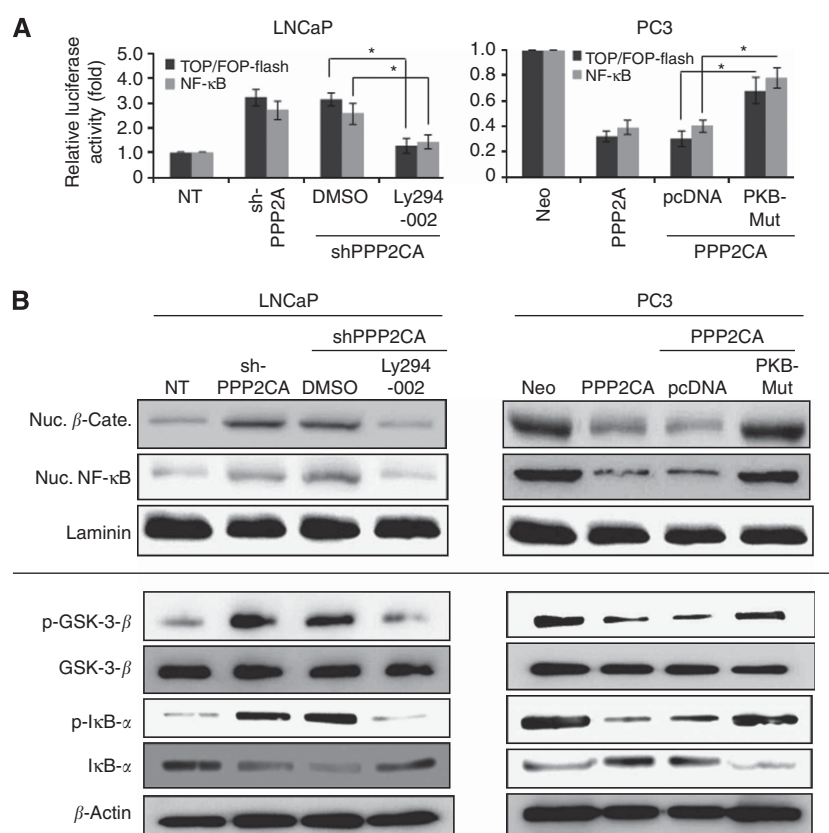 A
LNCaP
PC3
Relative luciferase
activity (fold)
5.0
4.0
3.0
2.0
1.0
0
TOP/FOP-flash
NF-κB
*
*
NT
sh-
PPP2A
DMSO
Ly294
-002
shPPP2CA
1.0
0.8
0.6
0.4
0.2
0
TOP/FOP-flash
NF-κB
*
*
Neo
PPP2A
pcDNA
PKB-
Mut
PPP2CA
B
LNCaP
PC3
shPPP2CA
PPP2CA
NT
sh-
PPP2CA
DMSO
Ly294
-002
Neo
PPP2CA
pcDNA
PKB-
Mut
Nuc. β-Cate.
Nuc. NF-κB
Laminin
p-GSK-3-β
GSK-3-β
p-IκB-α
IκB-α
β-Actin